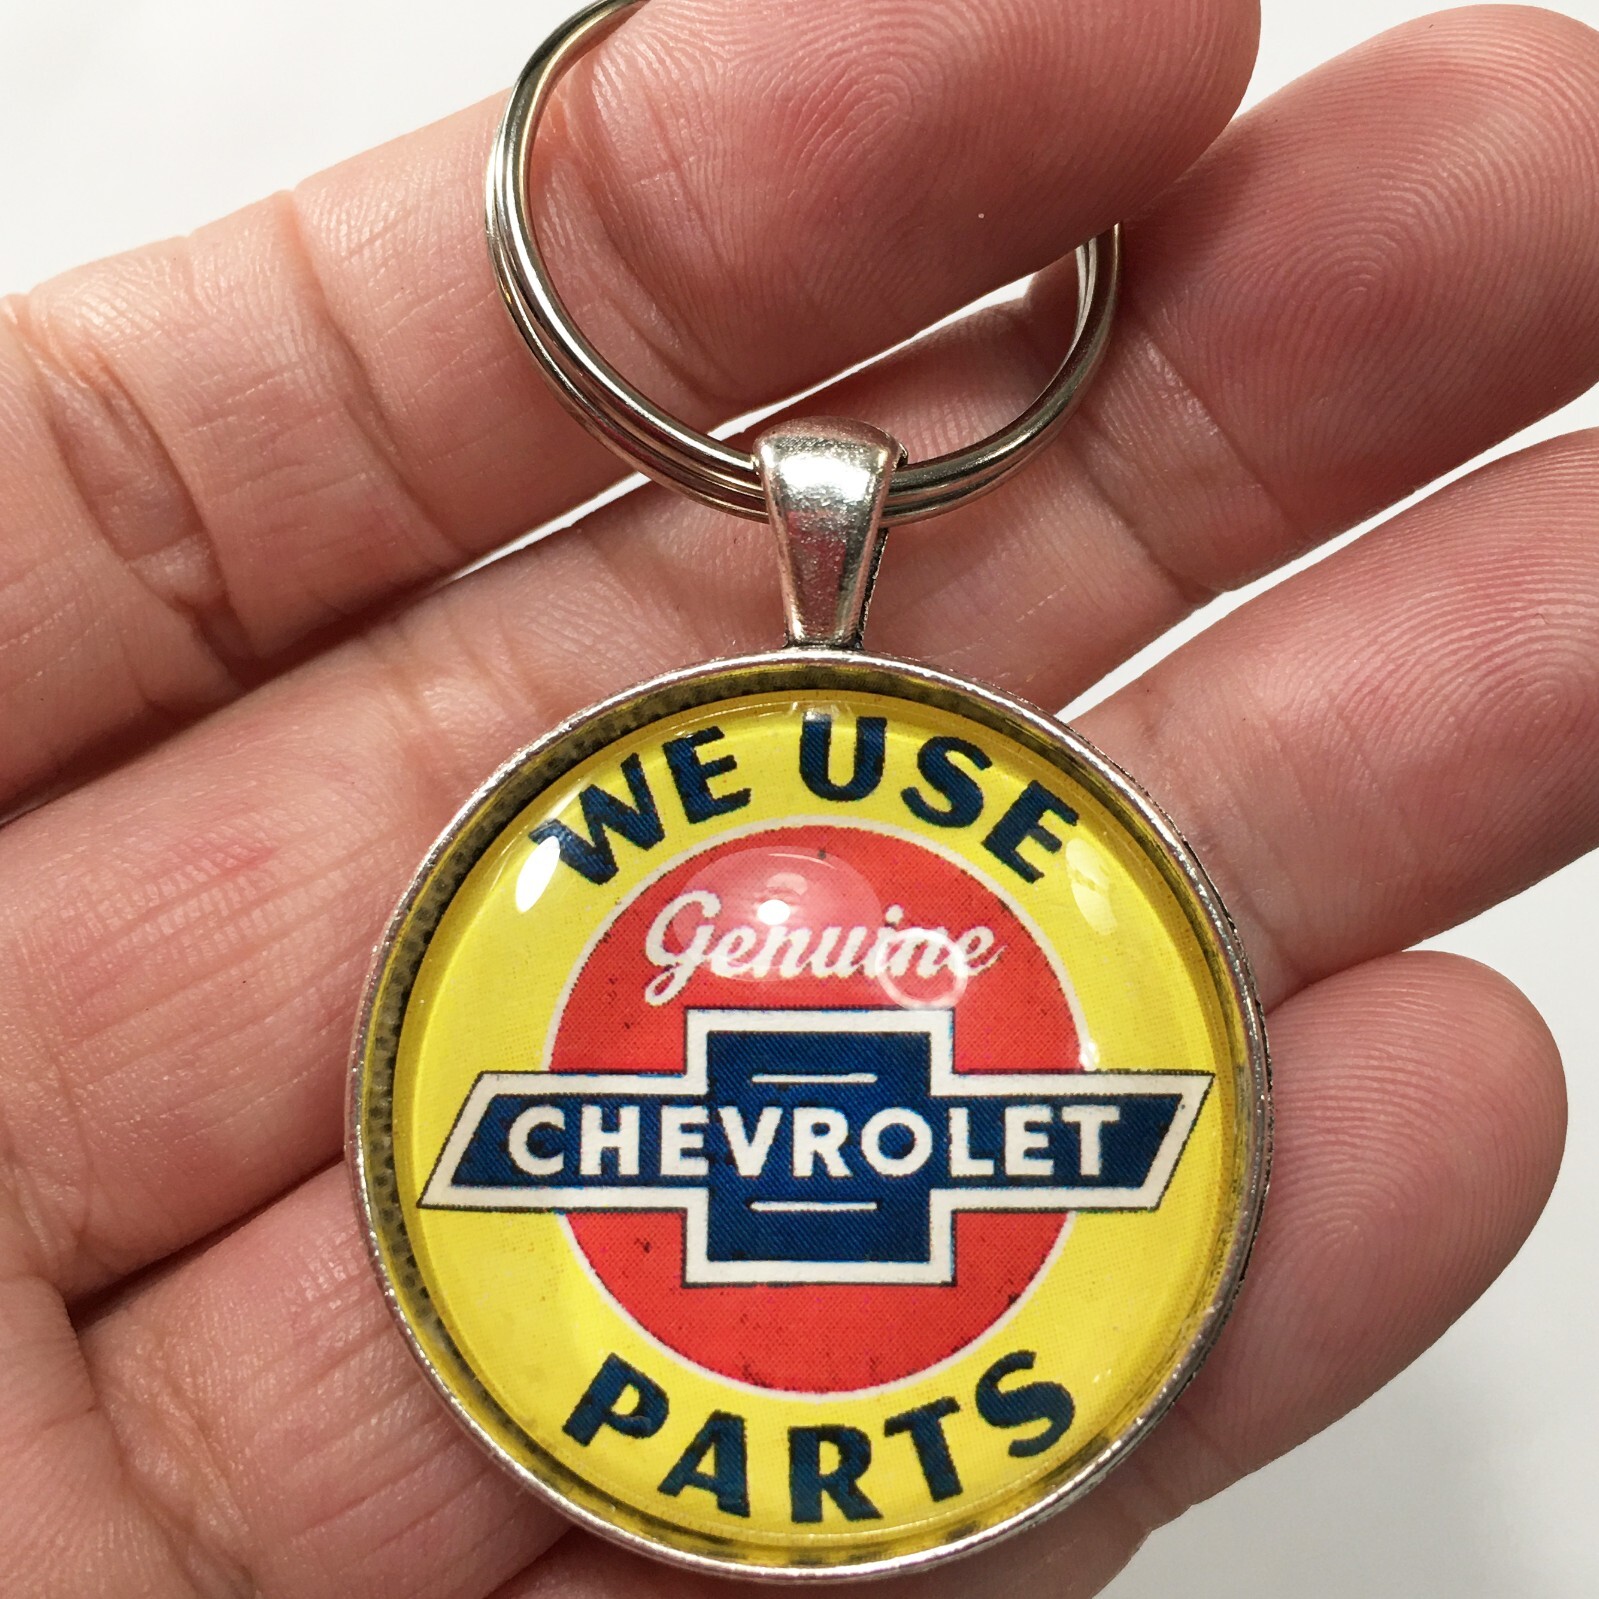 WE USE
Genuine
CHEVROLET
PARTS